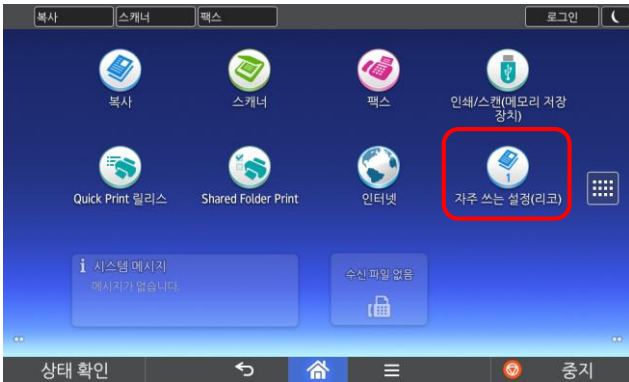 복사 스캐너 팩스 로그인
복사 스캐너 팩스 인쇄/스캔(메모리 저장
장치)
1
Quick Print 릴리스 Shared Folder Print 인터넷 자주 쓰는 설정(리코)
i 시스템 메시지
메시지가 없습니다.
수신 파일 없음
상태 확인 중지